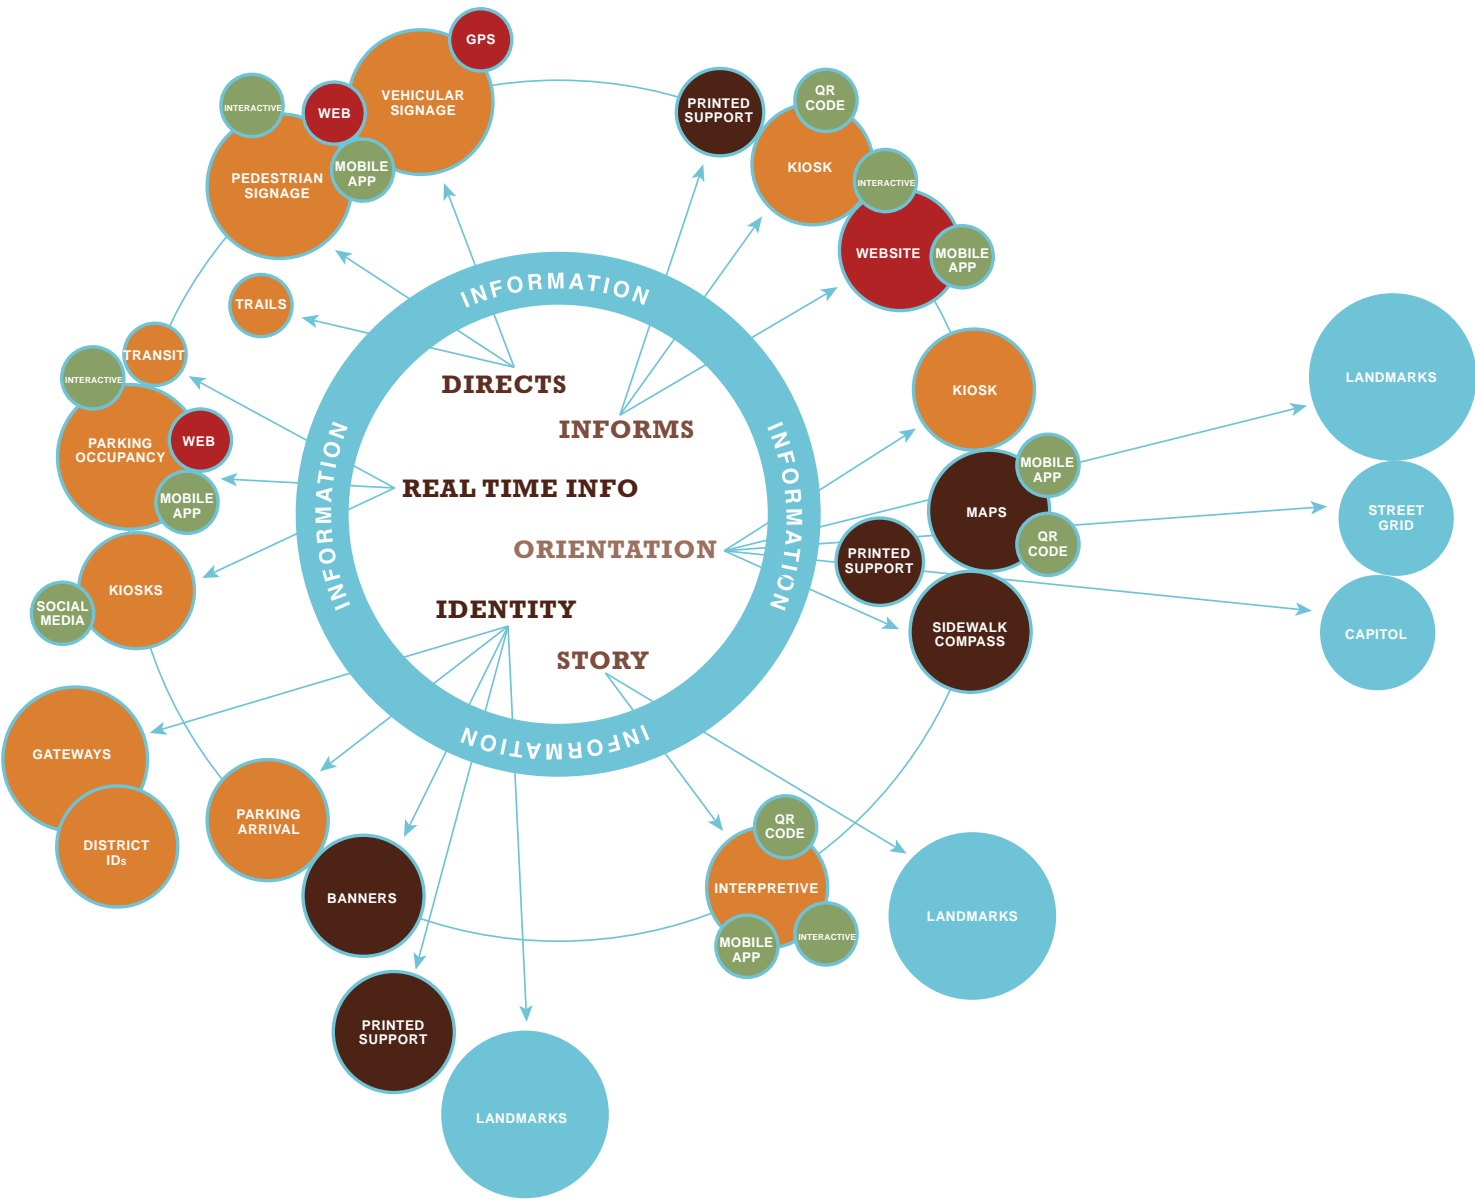 GPS
VEHICULAR
SIGNAGE
INTERACTIVE
WEB
PEDESTRIAN
SIGNAGE
MOBILE
APP
TRAILS
PRINTED
SUPPORT
QR
CODE
KIOSK
INTERACTIVE
WEBSITE
MOBILE
APP
INFORMATION
TRANSIT
INTERACTIVE
PARKING
OCCUPANCY
WEB
MOBILE
APP
KIOSKS
SOCIAL
MEDIA
INFORMATION
DIRECTS
INFORMS
REAL TIME INFO
ORIENTATION
IDENTITY
STORY
INFORMATION
INFORMATION
KIOSK
MOBILE
APP
MAPS
QR
CODE
PRINTED
SUPPORT
SIDEWALK
COMPASS
LANDMARKS
STREET
GRID
CAPITOL
GATEWAYS
DISTRICT
IDs
PARKING
ARRIVAL
BANNERS
PRINTED
SUPPORT
LANDMARKS
QR
CODE
INTERPRETIVE
MOBILE
APP
INTERACTIVE
LANDMARKS